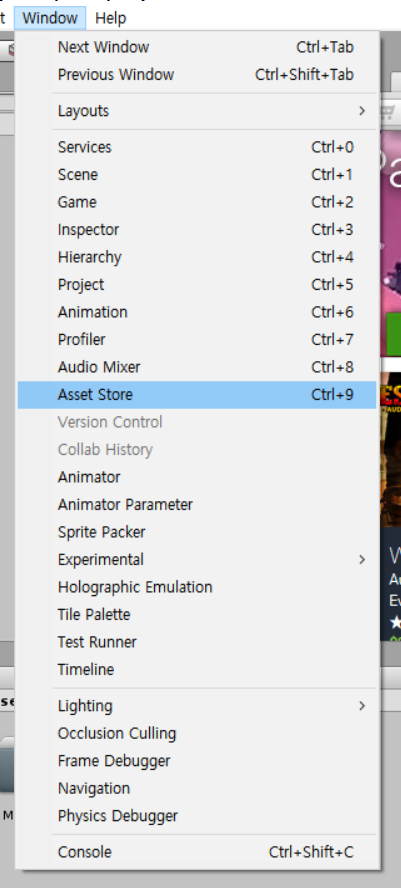 Window Help
Next Window Ctrl+Tab
Previous Window Ctrl+Shift+Tab
Layouts >
Services Ctrl+0
Scene Ctrl+1
Game Ctrl+2
Inspector Ctrl+3
Hierarchy Ctrl+4
Project Ctrl+5
Animation Ctrl+6
Profiler Ctrl+7
Audio Mixer Ctrl+8
Asset Store Ctrl+9
Version Control
Collab History
Animator
Animator Parameter
Sprite Packer
Experimental >
Holographic Emulation
Tile Palette
Test Runner
Timeline
Lighting >
Occlusion Culling
Frame Debugger
Navigation
Physics Debugger
Console Ctrl+Shift+C